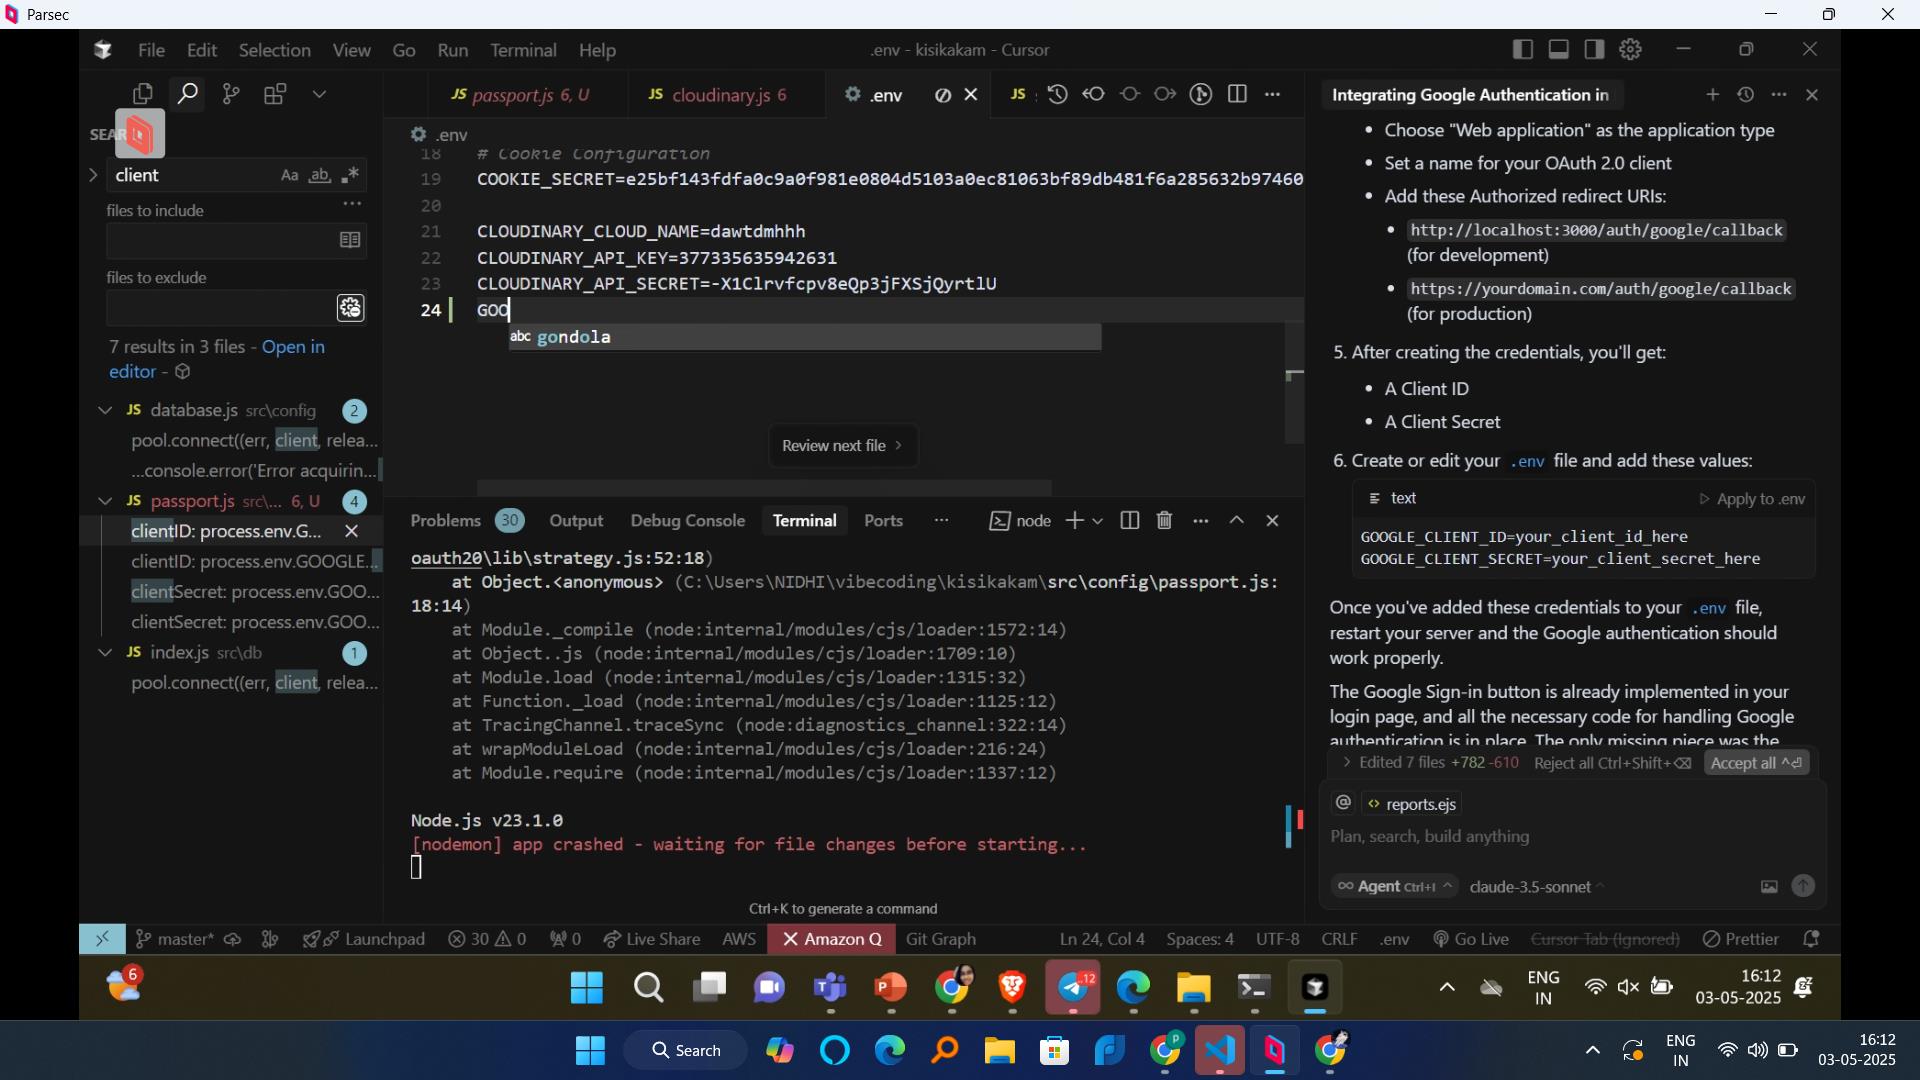 Parsec
File Edit Selection View Go Run Terminal Help
.env - kisikakam - Cursor
JS passport.js 6, U
JS cloudinary.js 6
.env
JS
Integrating Google Authentication in
SEAR
client
Aa ab
files to include
files to exclude
7 results in 3 files - Open in
editor -
JS database.js src\config 2
pool.connect((err, client, relea...
...console.error('Error acquirin...
JS passport.js src\... 6, U 4
clientID: process.env.G...
clientID: process.env.GOOGLE...
clientSecret: process.env.GOO...
clientSecret: process.env.GOO...
JS index.js src\db 1
pool.connect((err, client, relea...
.env
18 # Cookie Configuration
19 COOKIE_SECRET=e25bf143fdfa0c9a0f981e0804d5103a0ec81063bf89db481f6a285632b97460
20
21 CLOUDINARY_CLOUD_NAME=dawtdmhhh
22 CLOUDINARY_API_KEY=377335635942631
23 CLOUDINARY_API_SECRET=-X1Clrvfcpv8eQp3jFXSjQyrtlU
24 GOO
abc gondola
Review next file >
Problems 30 Output Debug Console Terminal Ports ... node
oauth20\lib\strategy.js:52:18)
at Object.<anonymous> (C:\Users\NIDHI\vibecoding\kisikakam\src\config\passport.js:
18:14)
at Module._compile (node:internal/modules/cjs/loader:1572:14)
at Object..js (node:internal/modules/cjs/loader:1709:10)
at Module.load (node:internal/modules/cjs/loader:1315:32)
at Function._load (node:internal/modules/cjs/loader:1125:12)
at TracingChannel.traceSync (node:diagnostics_channel:322:14)
at wrapModuleLoad (node:internal/modules/cjs/loader:216:24)
at Module.require (node:internal/modules/cjs/loader:1337:12)
Node.js v23.1.0
[nodemon] app crashed - waiting for file changes before starting...
Ctrl+K to generate a command
• Choose "Web application" as the application type
• Set a name for your OAuth 2.0 client
• Add these Authorized redirect URIs:
• http://localhost:3000/auth/google/callback
(for development)
• https://yourdomain.com/auth/google/callback
(for production)
5. After creating the credentials, you'll get:
• A Client ID
• A Client Secret
6. Create or edit your .env file and add these values:
text
Apply to .env
GOOGLE_CLIENT_ID=your_client_id_here
GOOGLE_CLIENT_SECRET=your_client_secret_here
Once you've added these credentials to your .env file,
restart your server and the Google authentication should
work properly.
The Google Sign-in button is already implemented in your
login page, and all the necessary code for handling Google
authentication is in place. The only missing piece was the
> Edited 7 files +782 -610 Reject all Ctrl+Shift+⌫ Accept all ^⏎
@ <> reports.ejs
Plan, search, build anything
∞ Agent Ctrl+I ^ claude-3.5-sonnet ^
master* Launchpad 30 0 0 Live Share AWS Amazon Q Git Graph
Ln 24, Col 4 Spaces: 4 UTF-8 CRLF .env Go Live Cursor Tab (Ignored) Prettier
6
12
ENG
IN
16:12
03-05-2025
Search
P
ENG
IN
16:12
03-05-2025